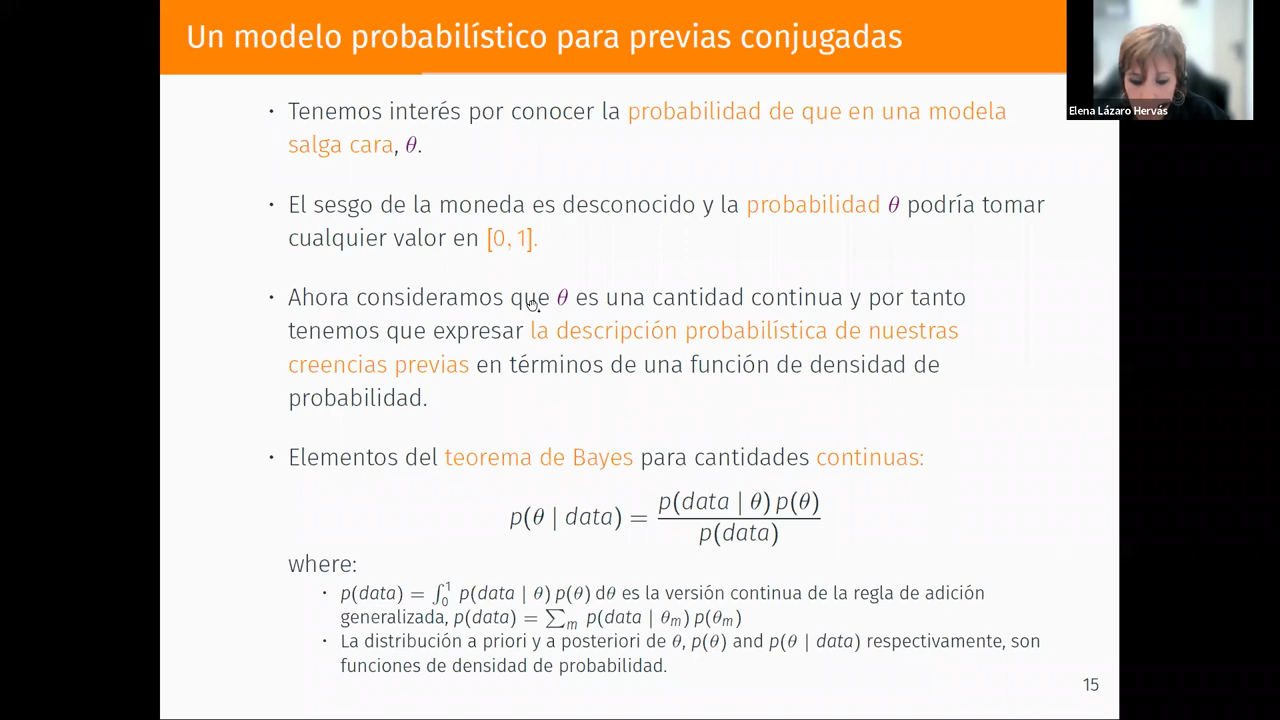 Un modelo probabilístico para previas conjugadas
Elena Lázaro Hervás
• Tenemos interés por conocer la probabilidad de que en una modela
salga cara, θ.
• El sesgo de la moneda es desconocido y la probabilidad θ podría tomar
cualquier valor en [0, 1].
• Ahora consideramos que θ es una cantidad continua y por tanto
tenemos que expresar la descripción probabilística de nuestras
creencias previas en términos de una función de densidad de
probabilidad.
• Elementos del teorema de Bayes para cantidades continuas:
p(θ | data) = p(data | θ) p(θ) / p(data)
where:
• p(data) = ∫₀¹ p(data | θ) p(θ) dθ es la versión continua de la regla de adición
generalizada, p(data) = ∑ₘ p(data | θₘ) p(θₘ)
• La distribución a priori y a posteriori de θ, p(θ) and p(θ | data) respectivamente, son
funciones de densidad de probabilidad.
15